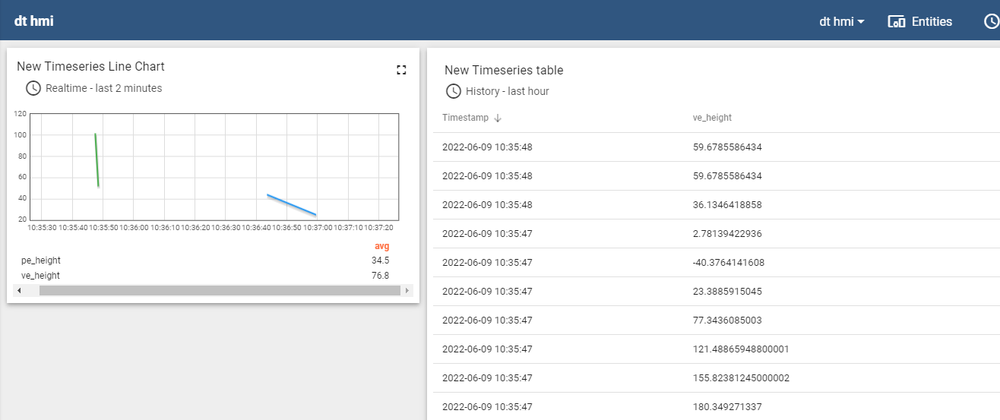 dt hmi
dt hmi
Entities
New Timeseries Line Chart
Realtime - last 2 minutes
120
100
80
60
40
20
10:35:30 10:35:40 10:35:50 10:36:00 10:36:10 10:36:20 10:36:30 10:36:40 10:36:50 10:37:00 10:37:10 10:37:20
avg
pe_height 34.5
ve_height 76.8
New Timeseries table
History - last hour
Timestamp ve_height
2022-06-09 10:35:48 59.6785586434
2022-06-09 10:35:48 59.6785586434
2022-06-09 10:35:48 36.1346418858
2022-06-09 10:35:47 2.78139422936
2022-06-09 10:35:47 -40.3764141608
2022-06-09 10:35:47 23.3885915045
2022-06-09 10:35:47 77.3436085003
2022-06-09 10:35:47 121.48865948800001
2022-06-09 10:35:47 155.82381245000002
2022-06-09 10:35:47 180.349271337